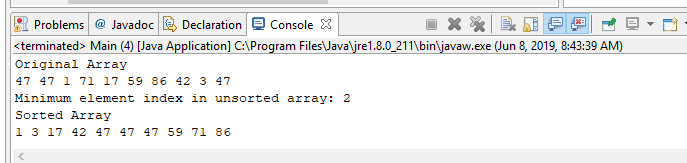 Problems @ Javadoc Declaration Console
<terminated> Main (4) [Java Application] C:\Program Files\Java\jre1.8.0_211\bin\javaw.exe (Jun 8, 2019, 8:43:39 AM)
Original Array
47 47 1 71 17 59 86 42 3 47
Minimum element index in unsorted array: 2
Sorted Array
1 3 17 42 47 47 47 59 71 86